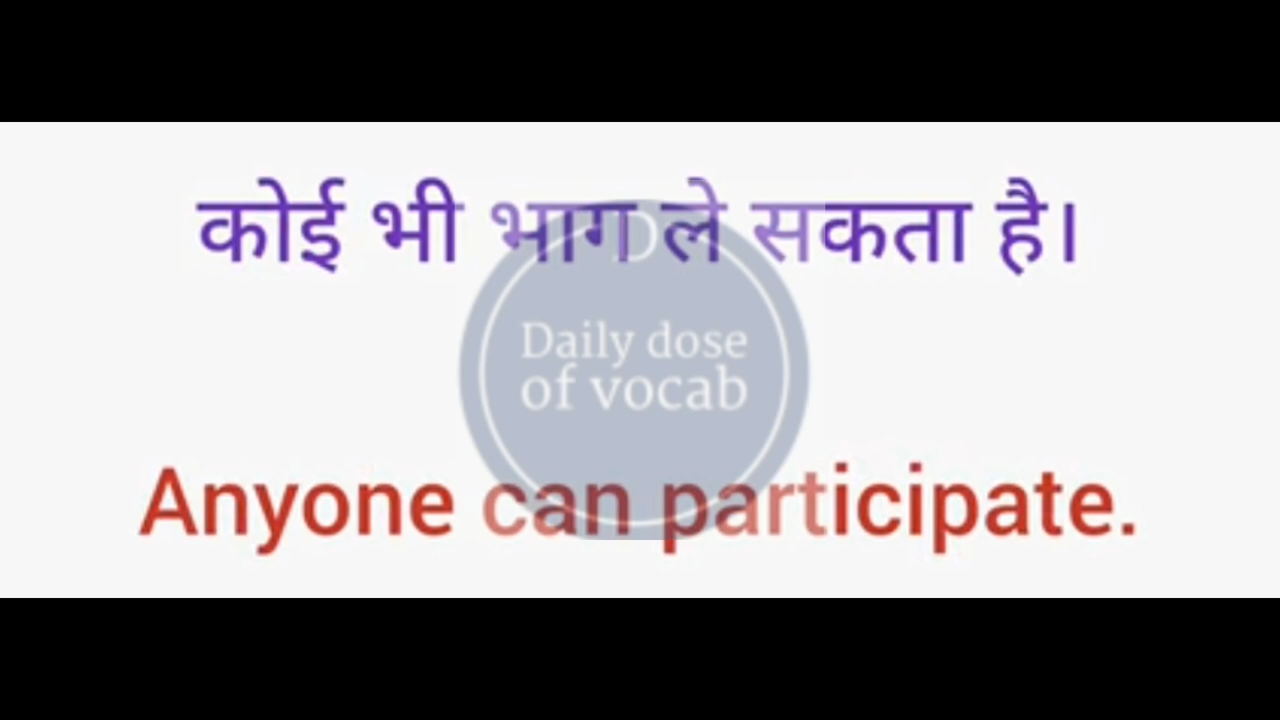 कोई भी भाग ले सकता है।
D
Daily dose
of vocab
Anyone can participate.